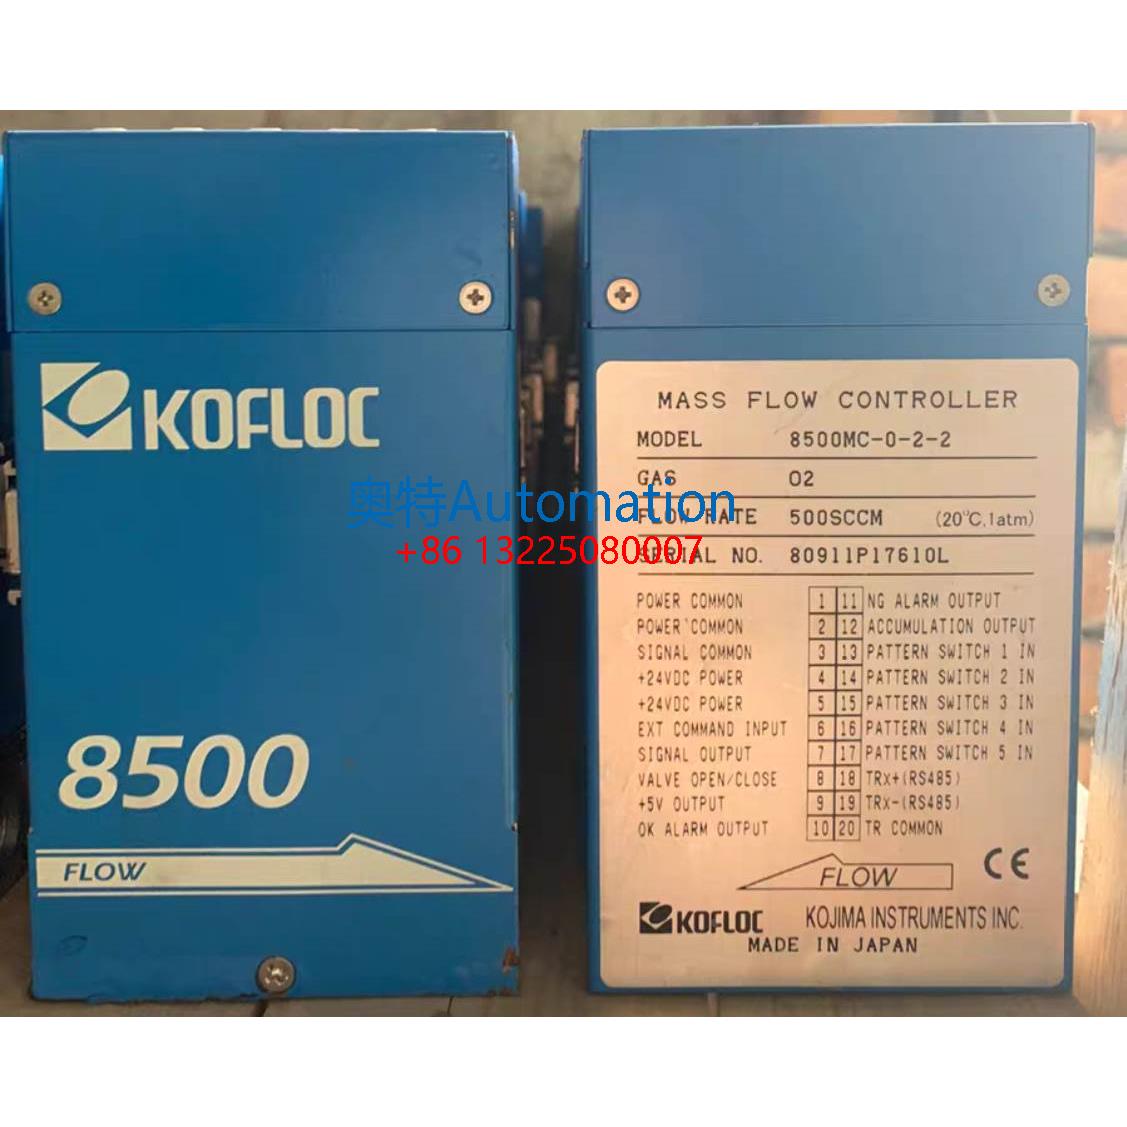 KOFLOC
8500
FLOW
MASS FLOW CONTROLLER
MODEL 8500MC-0-2-2
GAS O2
奥特Automation
FLOW RATE 500SCCM (20°C,1atm)
+86 13225080007
SERIAL NO. 80911P17610L
POWER COMMON 1 11 NG ALARM OUTPUT
POWER COMMON 2 12 ACCUMULATION OUTPUT
SIGNAL COMMON 3 13 PATTERN SWITCH 1 IN
+24VDC POWER 4 14 PATTERN SWITCH 2 IN
+24VDC POWER 5 15 PATTERN SWITCH 3 IN
EXT COMMAND INPUT 6 16 PATTERN SWITCH 4 IN
SIGNAL OUTPUT 7 17 PATTERN SWITCH 5 IN
VALVE OPEN/CLOSE 8 18 TRX+(RS485)
+5V OUTPUT 9 19 TRX-(RS485)
OK ALARM OUTPUT 10 20 TR COMMON
FLOW CE
KOFLOC KOJIMA INSTRUMENTS INC.
MADE IN JAPAN